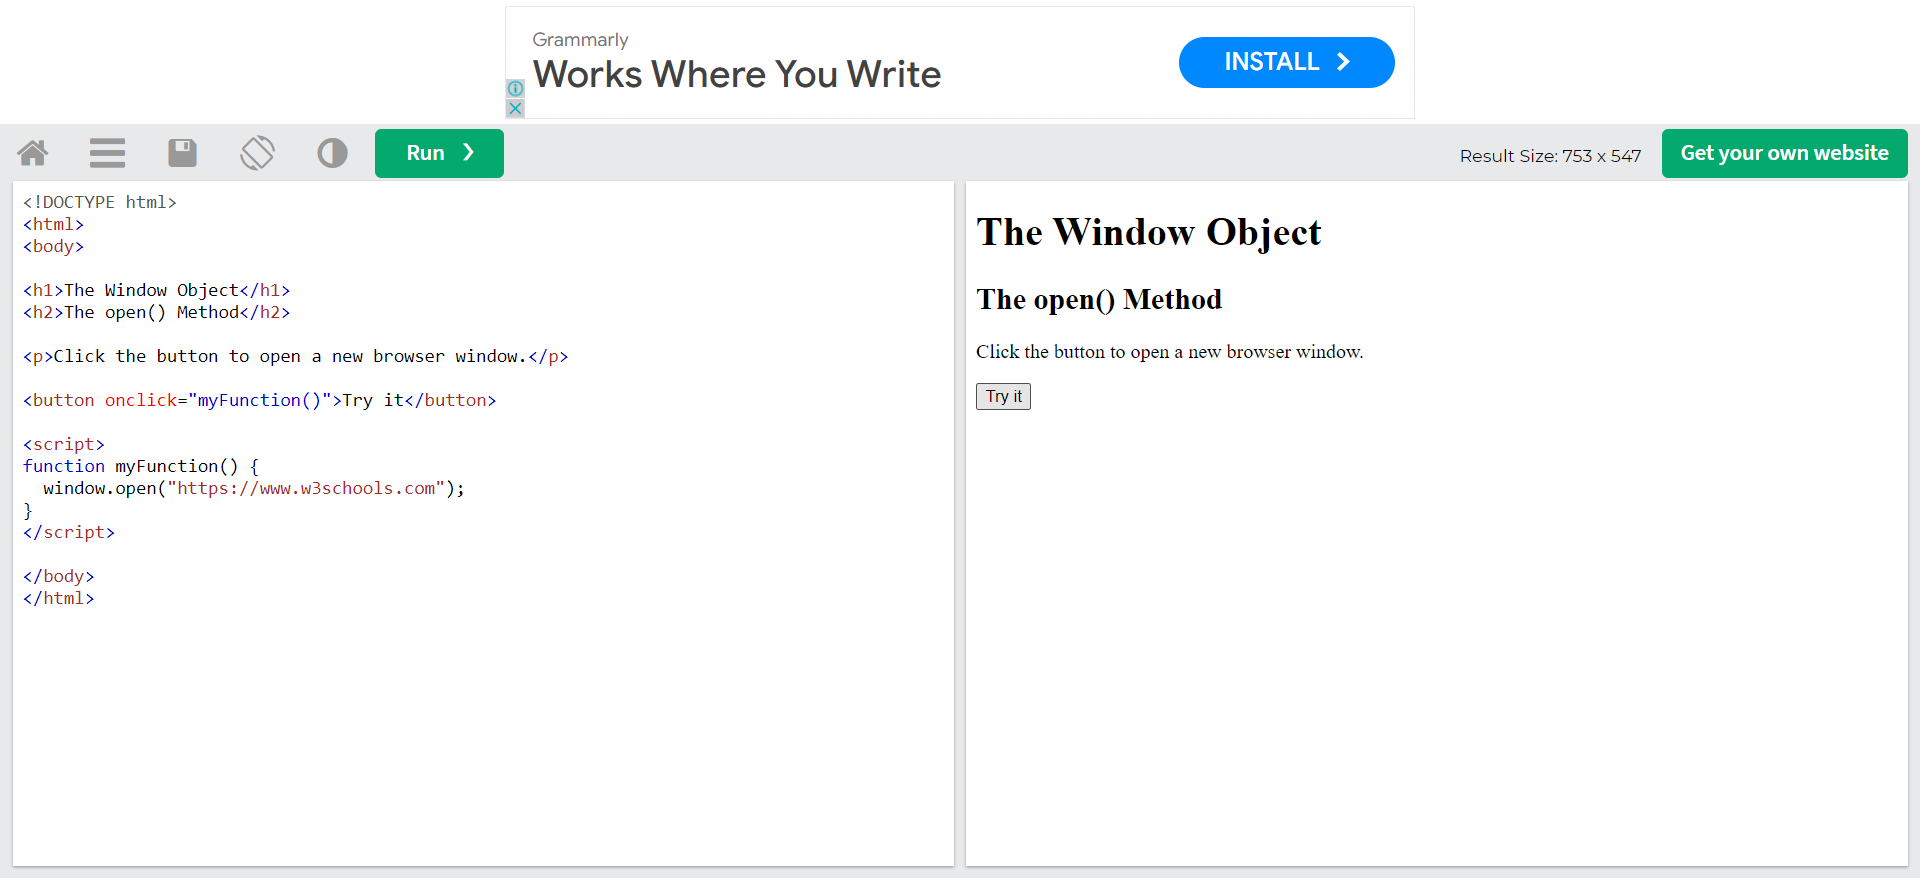 Grammarly
Works Where You Write
INSTALL
Run
Result Size: 753 x 547
Get your own website
<!DOCTYPE html>
<html>
<body>
<h1>The Window Object</h1>
<h2>The open() Method</h2>
<p>Click the button to open a new browser window.</p>
<button onclick="myFunction()">Try it</button>
<script>
function myFunction() {
  window.open("https://www.w3schools.com");
}
</script>
</body>
</html>
The Window Object
The open() Method
Click the button to open a new browser window.
Try it